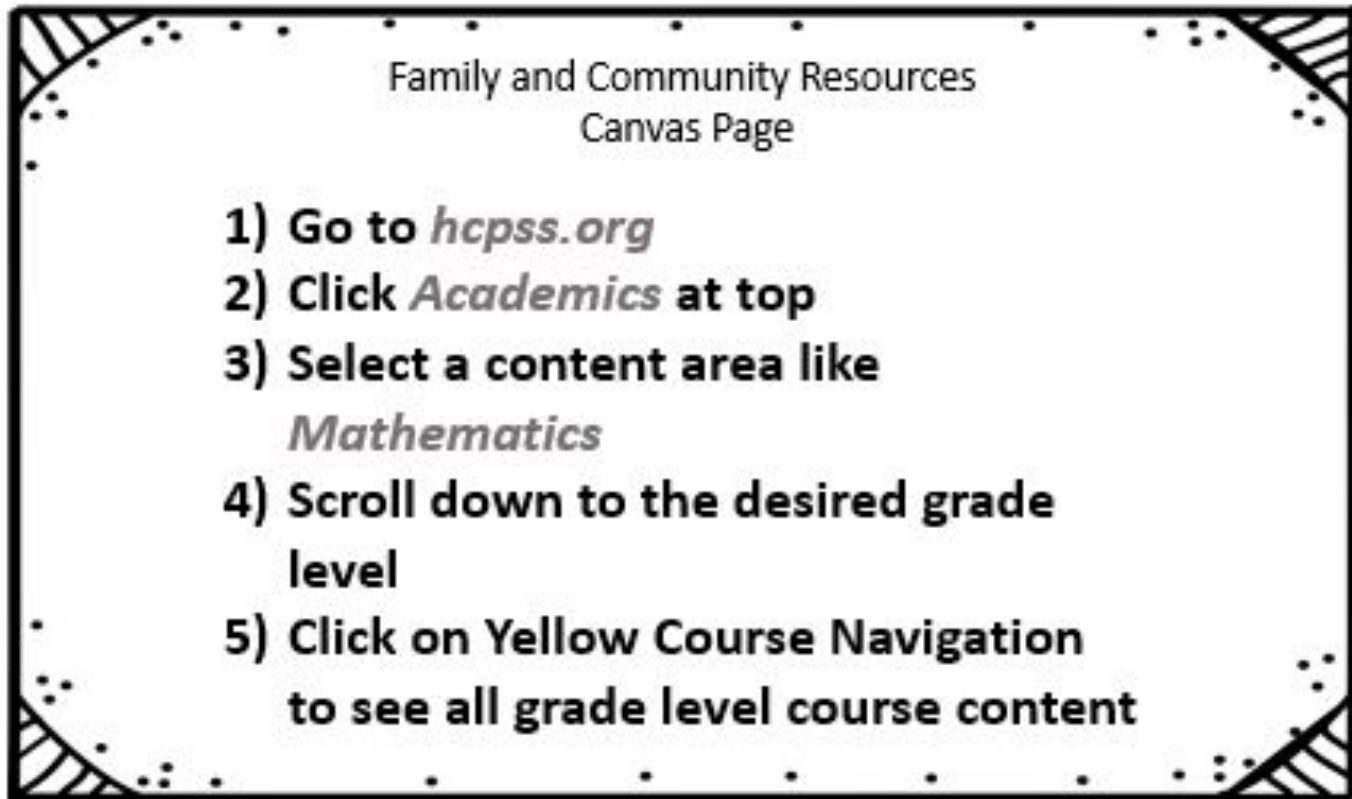 Family and Community Resources
Canvas Page
1) Go to hcpss.org
2) Click Academics at top
3) Select a content area like
Mathematics
4) Scroll down to the desired grade
level
5) Click on Yellow Course Navigation
to see all grade level course content